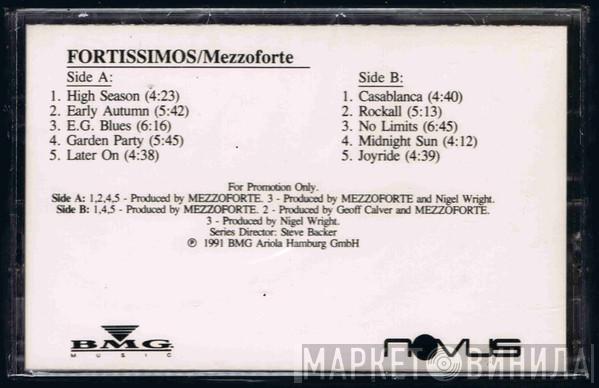 FORTISSIMOS/Mezzoforte
Side A:
1. High Season (4:23)
2. Early Autumn (5:42)
3. E.G. Blues (6:16)
4. Garden Party (5:45)
5. Later On (4:38)
Side B:
1. Casablanca (4:40)
2. Rockall (5:13)
3. No Limits (6:45)
4. Midnight Sun (4:12)
5. Joyride (4:39)
For Promotion Only.
Side A: 1,2,4,5 - Produced by MEZZOFORTE. 3 - Produced by MEZZOFORTE and Nigel Wright.
Side B: 1,4,5 - Produced by MEZZOFORTE. 2 - Produced by Geoff Calver and MEZZOFORTE.
3 - Produced by Nigel Wright.
Series Director: Steve Backer
℗ 1991 BMG Ariola Hamburg GmbH
BMG
MUSIC
NOVUS
МАРКЕТ ВИНИЛА